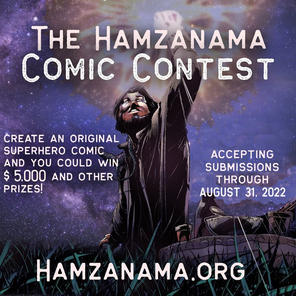 The Hamzanama
Comic Contest
Create an original
superhero comic
and you could win
$ 5,000 and other
prizes!
Accepting
submissions
through
August 31, 2022
Hamzanama.org